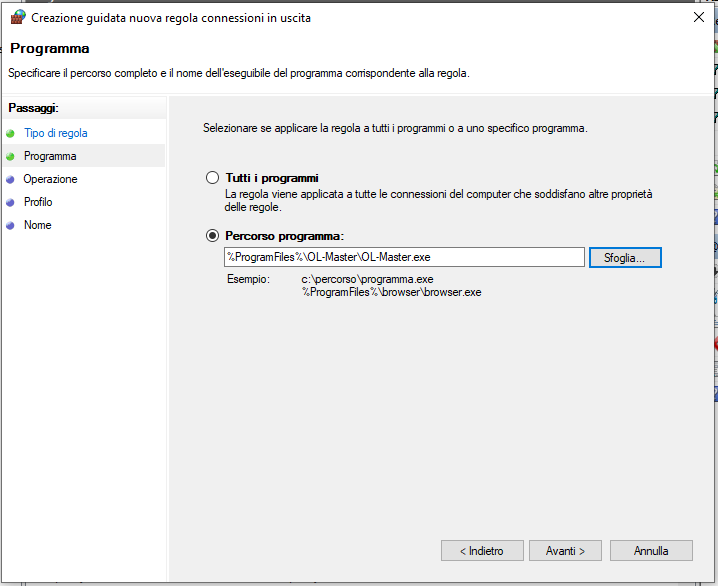 Creazione guidata nuova regola connessioni in uscita
Programma
Specificare il percorso completo e il nome dell'eseguibile del programma corrispondente alla regola.
Passaggi:
Tipo di regola
Programma
Operazione
Profilo
Nome
Selezionare se applicare la regola a tutti i programmi o a uno specifico programma.
Tutti i programmi
La regola viene applicata a tutte le connessioni del computer che soddisfano altre proprietà
delle regole.
Percorso programma:
%ProgramFiles%\OL-Master\OL-Master.exe
Sfoglia...
Esempio: c:\percorso\programma.exe
%ProgramFiles%\browser\browser.exe
< Indietro
Avanti >
Annulla